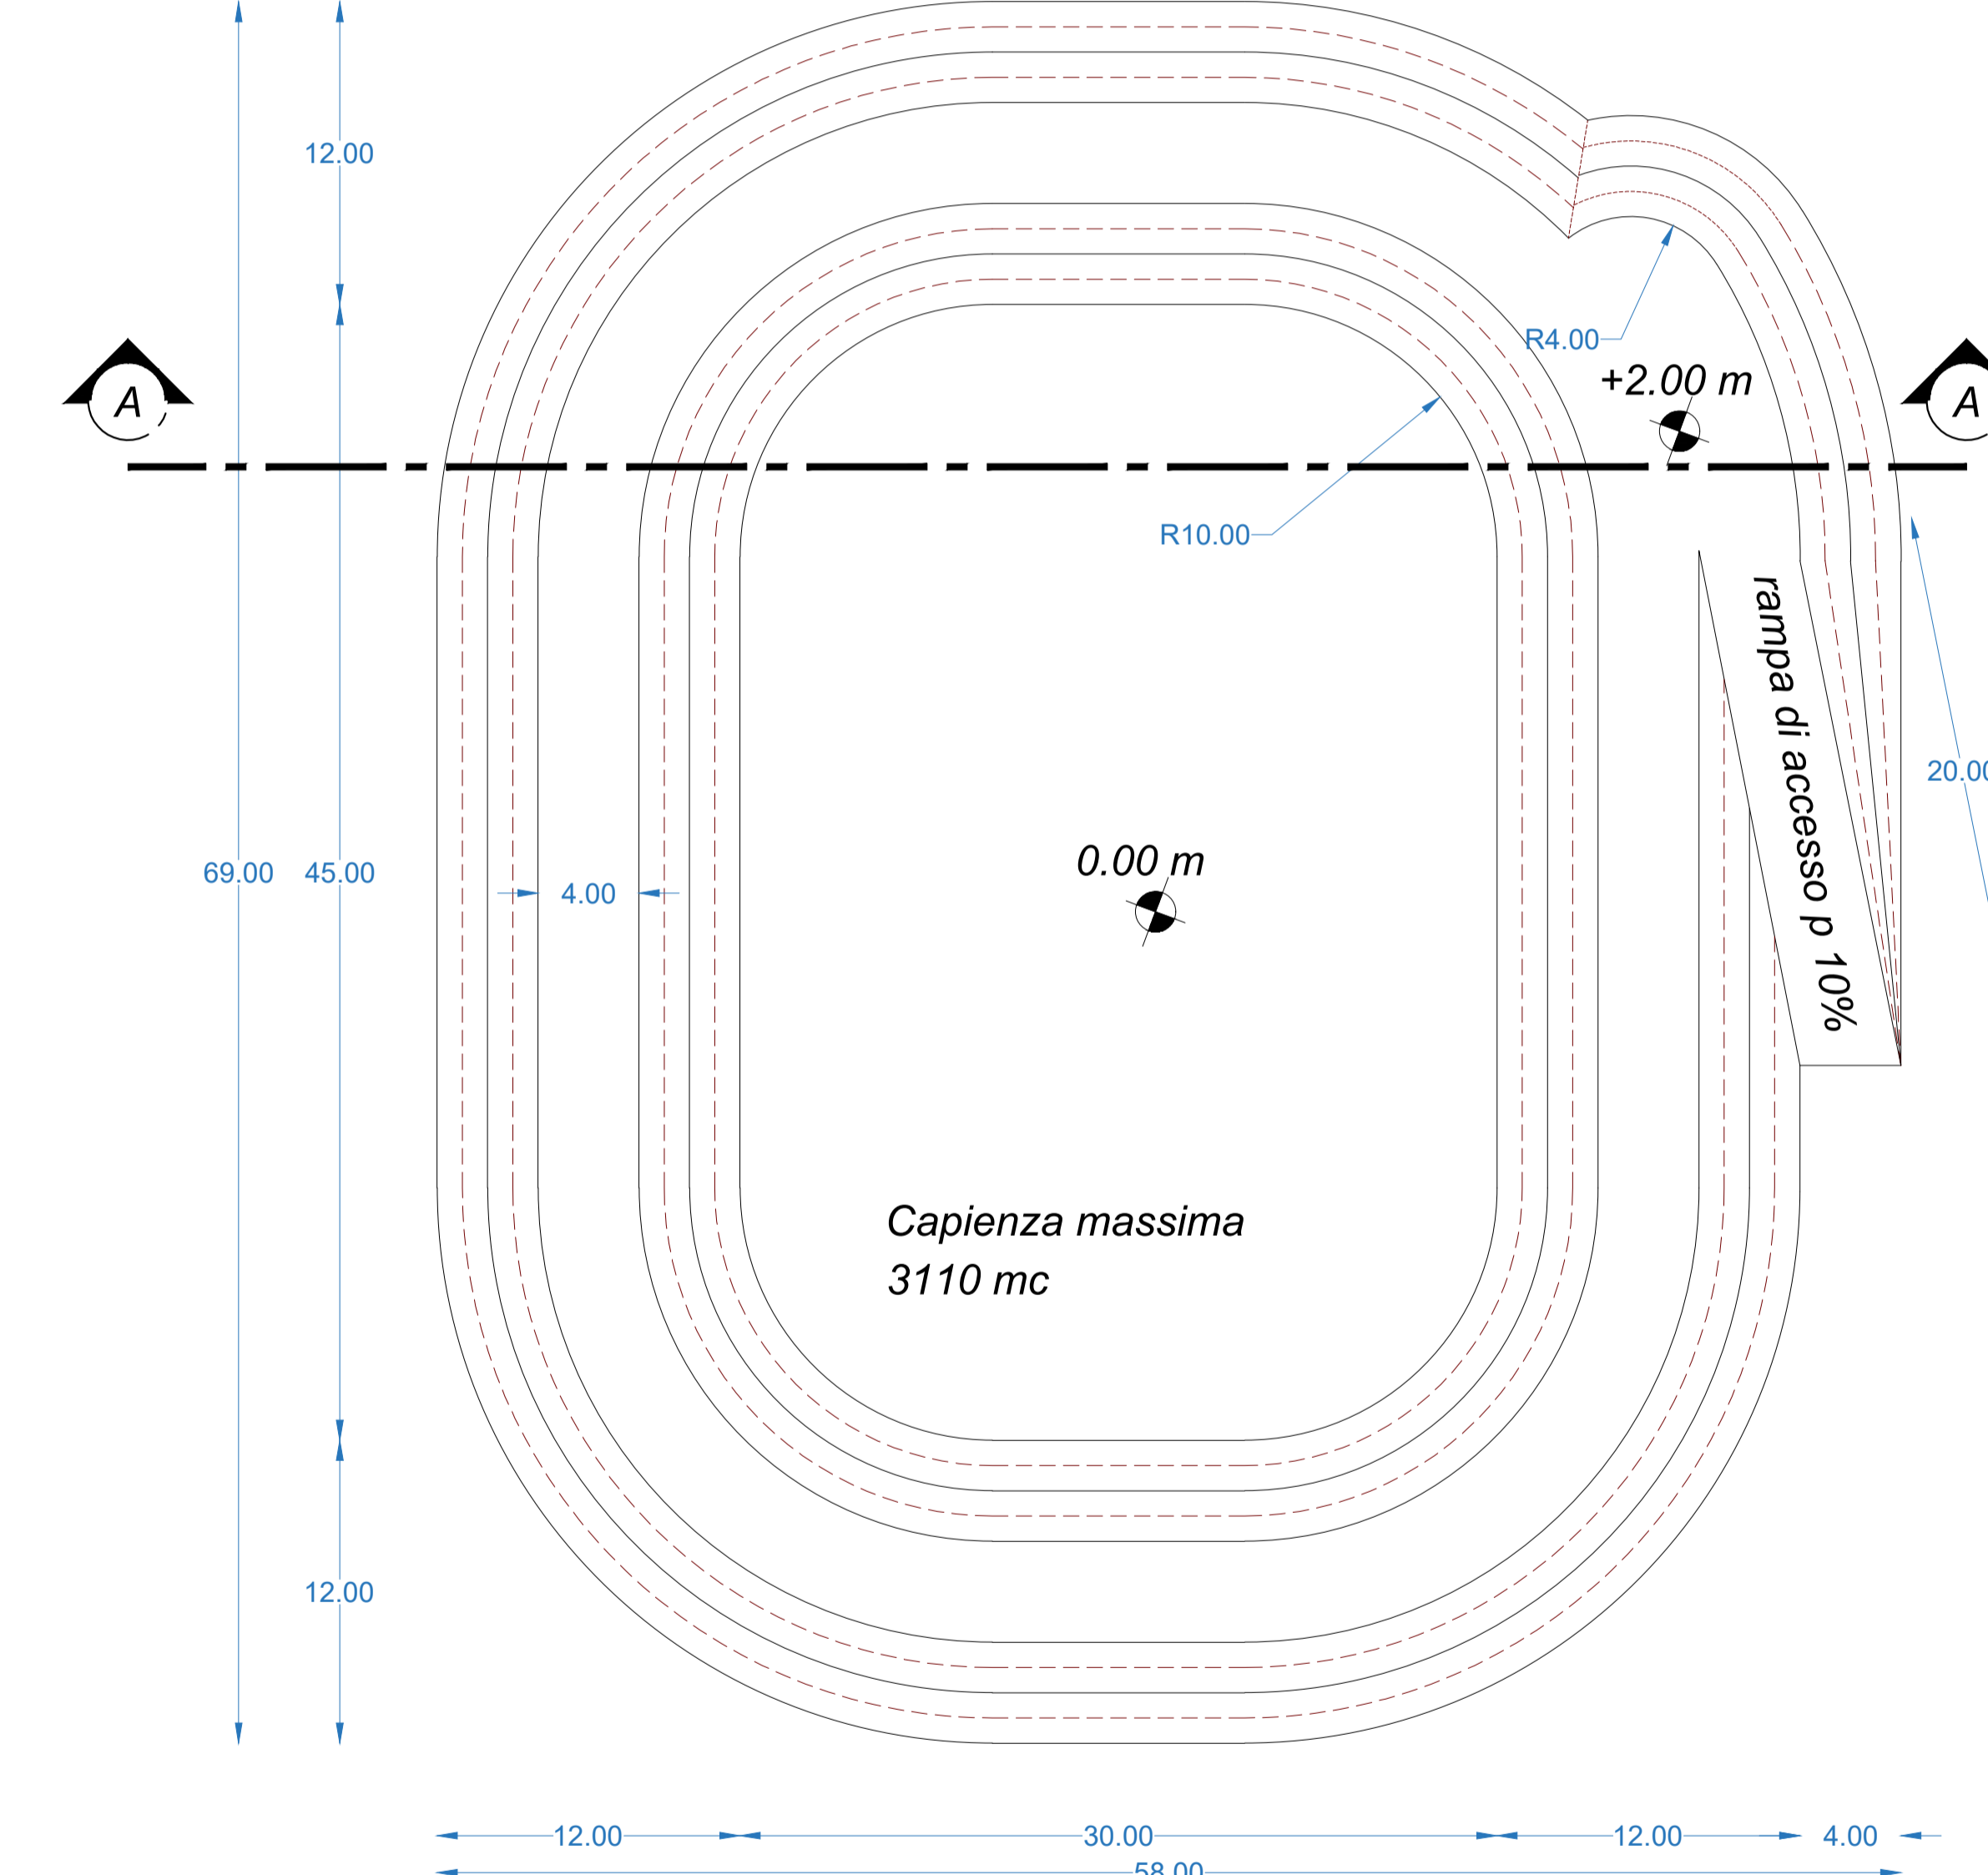 12.00
R4.00
+2.00 m
A
A
R10.00
rampa di accesso p 10%
20.00
0.00 m
69.00
45.00
4.00
Capienza massima
3110 mc
12.00
12.00
30.00
12.00
4.00
58.00